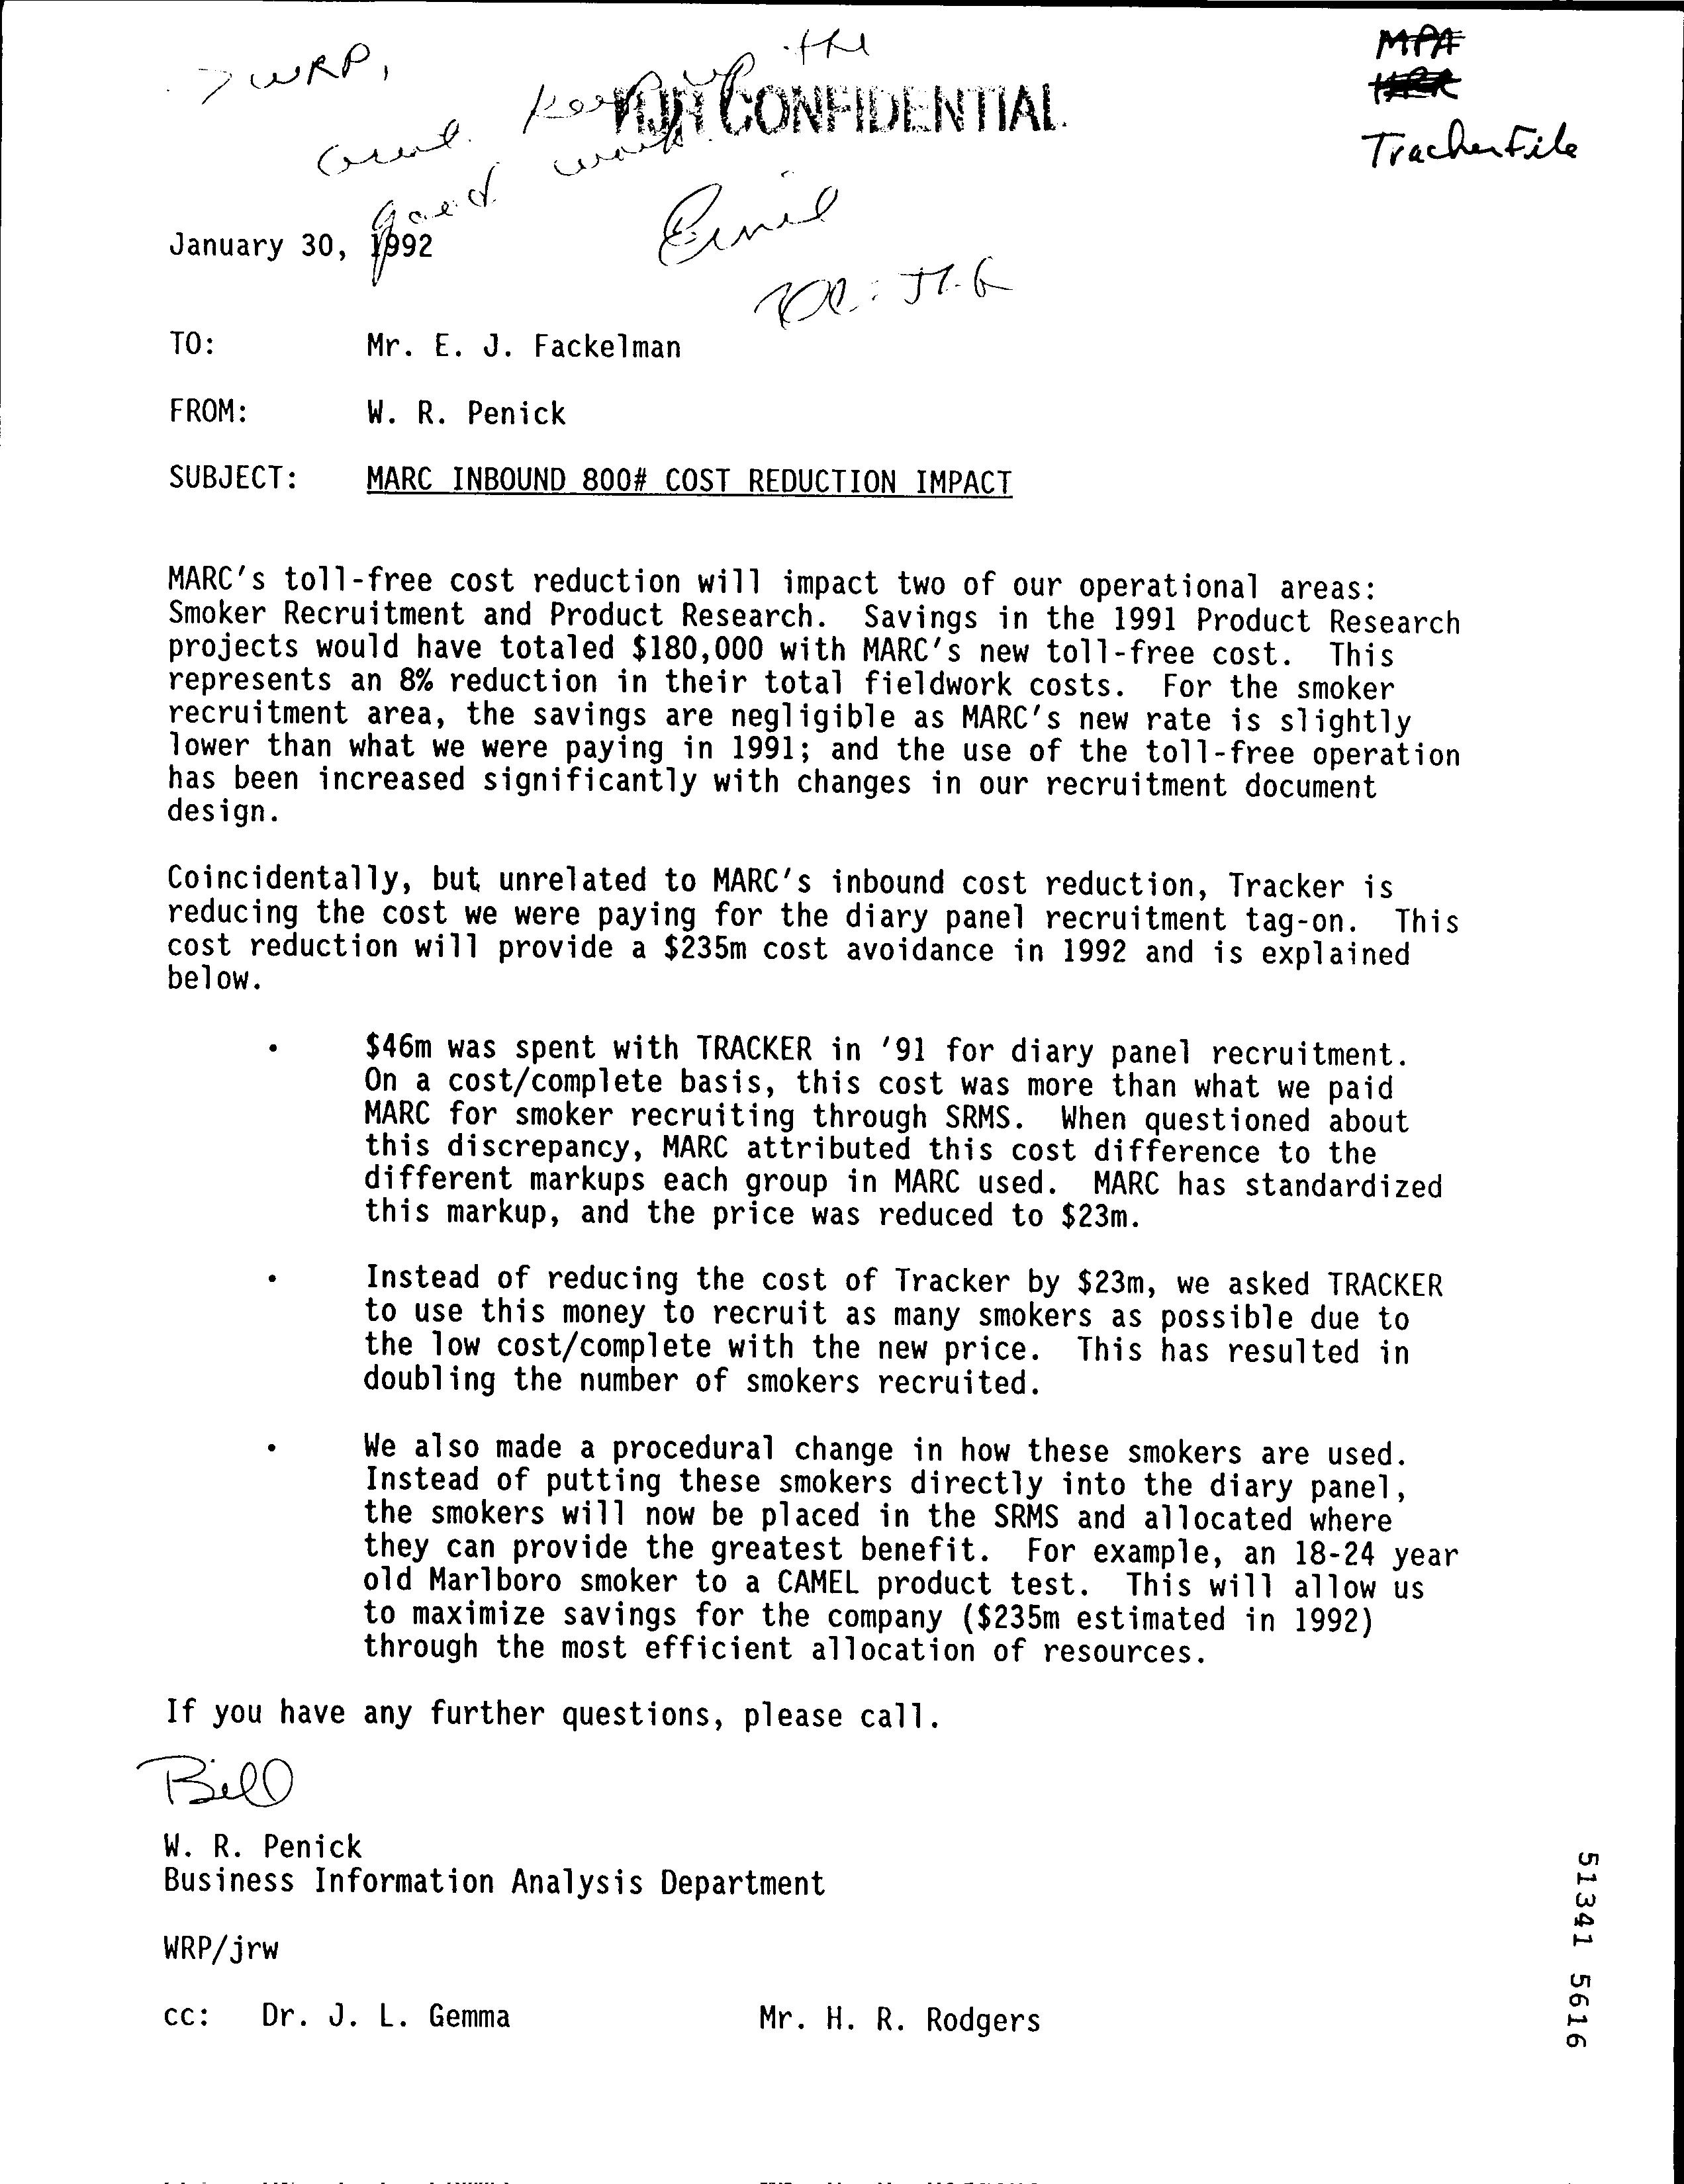 WRP,
Great. Keep up the
good work.
Ernie
CONFIDENTIAL
MPA
HRR
Tracker File
January 30, 1992
TO: Mr. E. J. Fackelman
FROM: W. R. Penick
SUBJECT: MARC INBOUND 800# COST REDUCTION IMPACT
MARC's toll-free cost reduction will impact two of our operational areas:
Smoker Recruitment and Product Research. Savings in the 1991 Product Research
projects would have totaled $180,000 with MARC's new toll-free cost. This
represents an 8% reduction in their total fieldwork costs. For the smoker
recruitment area, the savings are negligible as MARC's new rate is slightly
lower than what we were paying in 1991; and the use of the toll-free operation
has been increased significantly with changes in our recruitment document
design.
Coincidentally, but unrelated to MARC's inbound cost reduction, Tracker is
reducing the cost we were paying for the diary panel recruitment tag-on. This
cost reduction will provide a $235m cost avoidance in 1992 and is explained
below.
• $46m was spent with TRACKER in '91 for diary panel recruitment.
On a cost/complete basis, this cost was more than what we paid
MARC for smoker recruiting through SRMS. When questioned about
this discrepancy, MARC attributed this cost difference to the
different markups each group in MARC used. MARC has standardized
this markup, and the price was reduced to $23m.
• Instead of reducing the cost of Tracker by $23m, we asked TRACKER
to use this money to recruit as many smokers as possible due to
the low cost/complete with the new price. This has resulted in
doubling the number of smokers recruited.
• We also made a procedural change in how these smokers are used.
Instead of putting these smokers directly into the diary panel,
the smokers will now be placed in the SRMS and allocated where
they can provide the greatest benefit. For example, an 18-24 year
old Marlboro smoker to a CAMEL product test. This will allow us
to maximize savings for the company ($235m estimated in 1992)
through the most efficient allocation of resources.
If you have any further questions, please call.
Bill
W. R. Penick
Business Information Analysis Department
WRP/jrw
cc: Dr. J. L. Gemma Mr. H. R. Rodgers
51341 5616